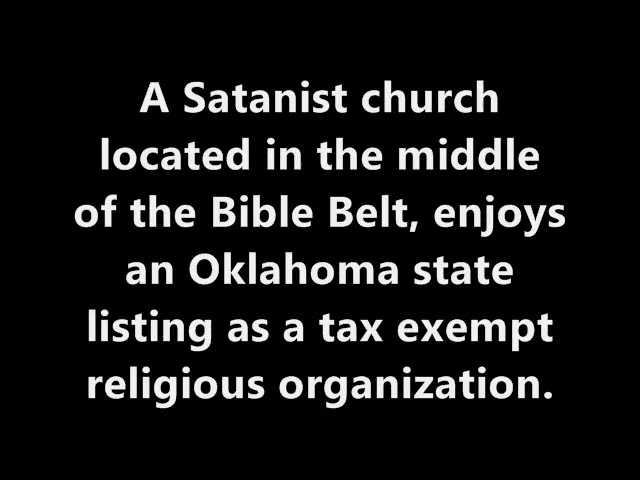 A Satanist church
located in the middle
of the Bible Belt, enjoys
an Oklahoma state
listing as a tax exempt
religious organization.